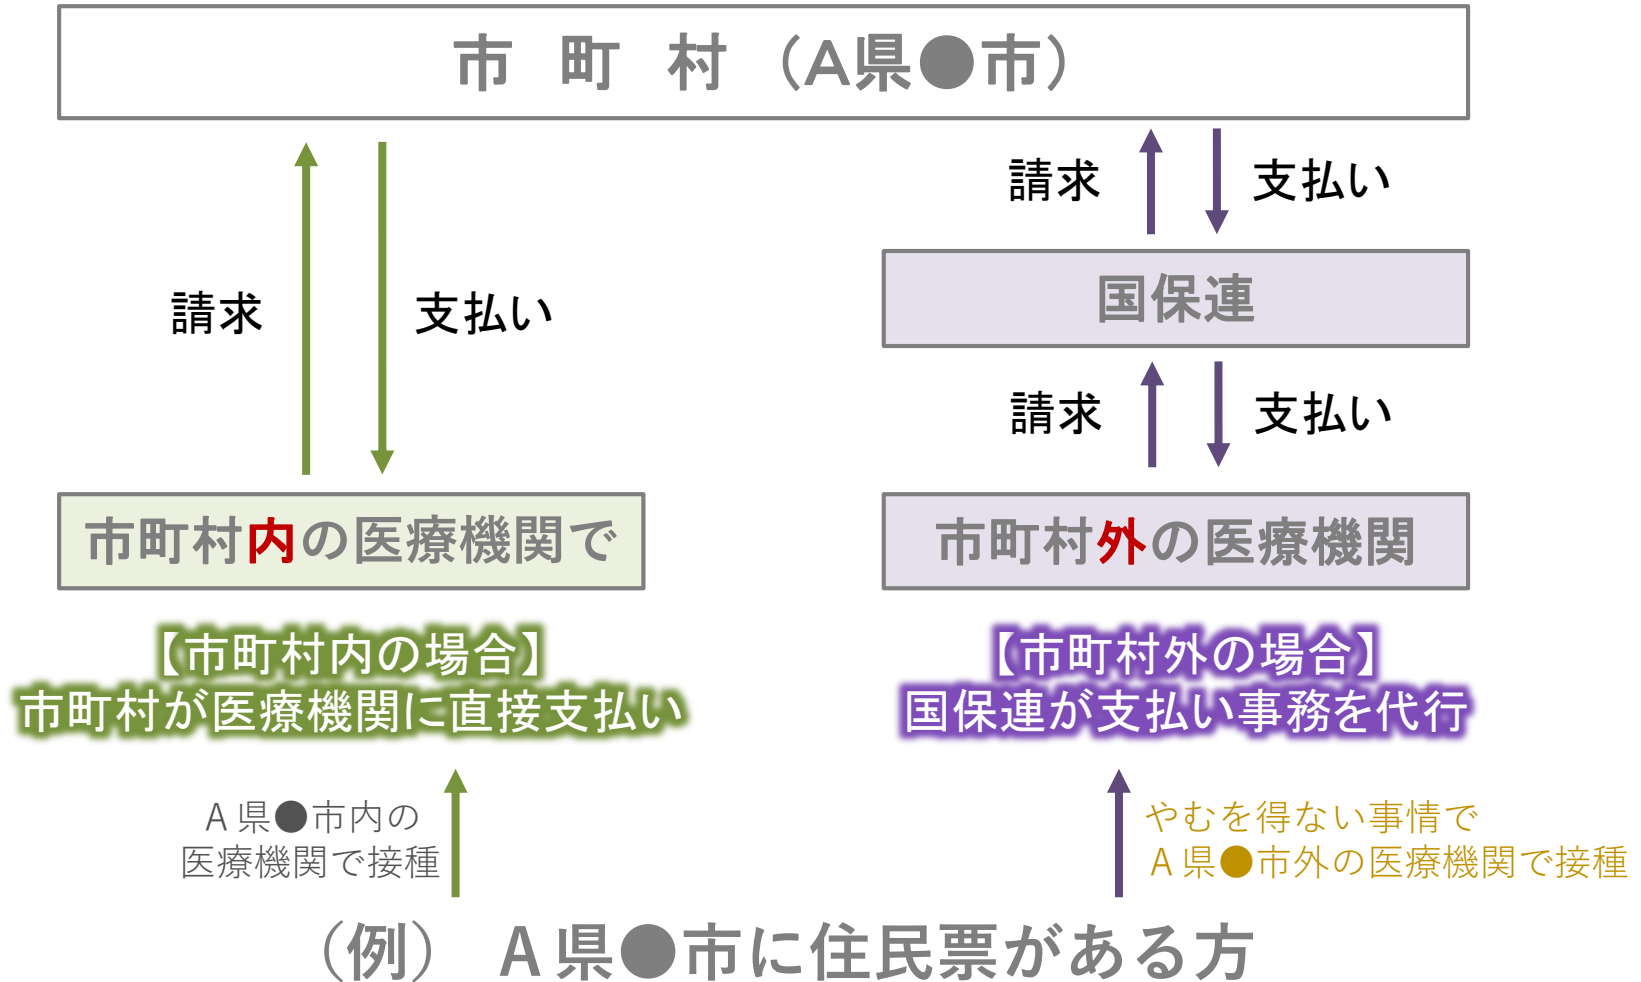 市　町　村　（A県●市）
請求
支払い
請求
支払い
国保連
請求
支払い
市町村内の医療機関で
市町村外の医療機関
【市町村内の場合】
市町村が医療機関に直接支払い
【市町村外の場合】
国保連が支払い事務を代行
A県●市内の
医療機関で接種
やむを得ない事情で
A県●市外の医療機関で接種
（例）　A県●市に住民票がある方